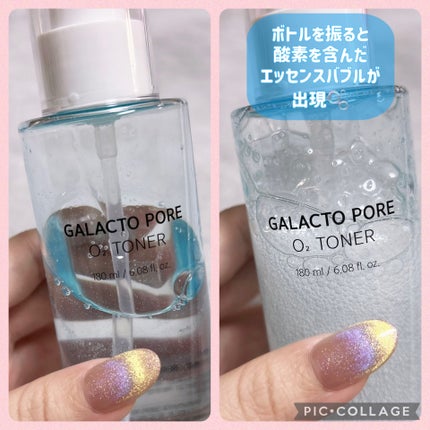 GALACTO PORE
O₂ TONER
180 ml / 6.08 fl. oz.
ボトルを振ると
酸素を含んだ
エッセンスバブルが
出現
GALACTO PORE
O₂ TONER
180 ml / 6.08 fl. oz.
PIC•COLLAGE